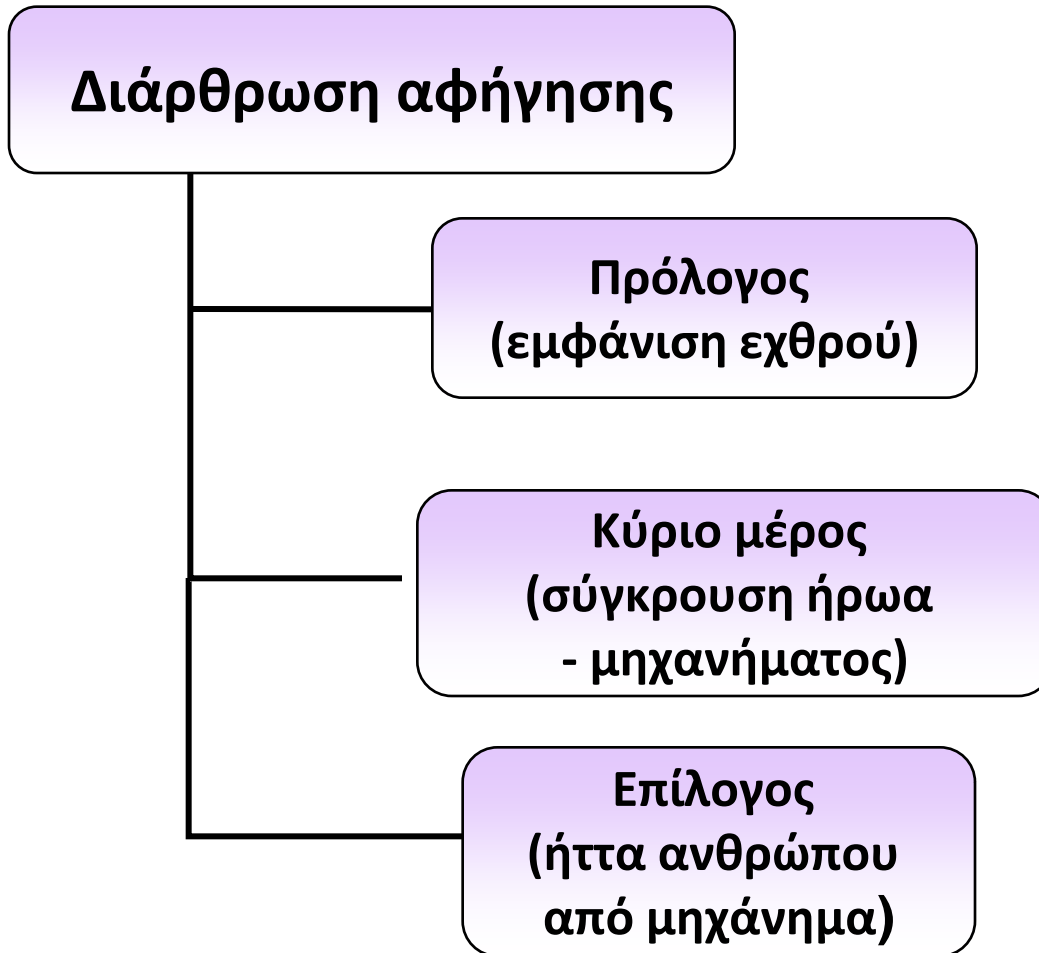 Διάρθρωση αφήγησης
Πρόλογος
(εμφάνιση εχθρού)
Κύριο μέρος
(σύγκρουση ήρωα
- μηχανήματος)
Επίλογος
(ήττα ανθρώπου
από μηχάνημα)